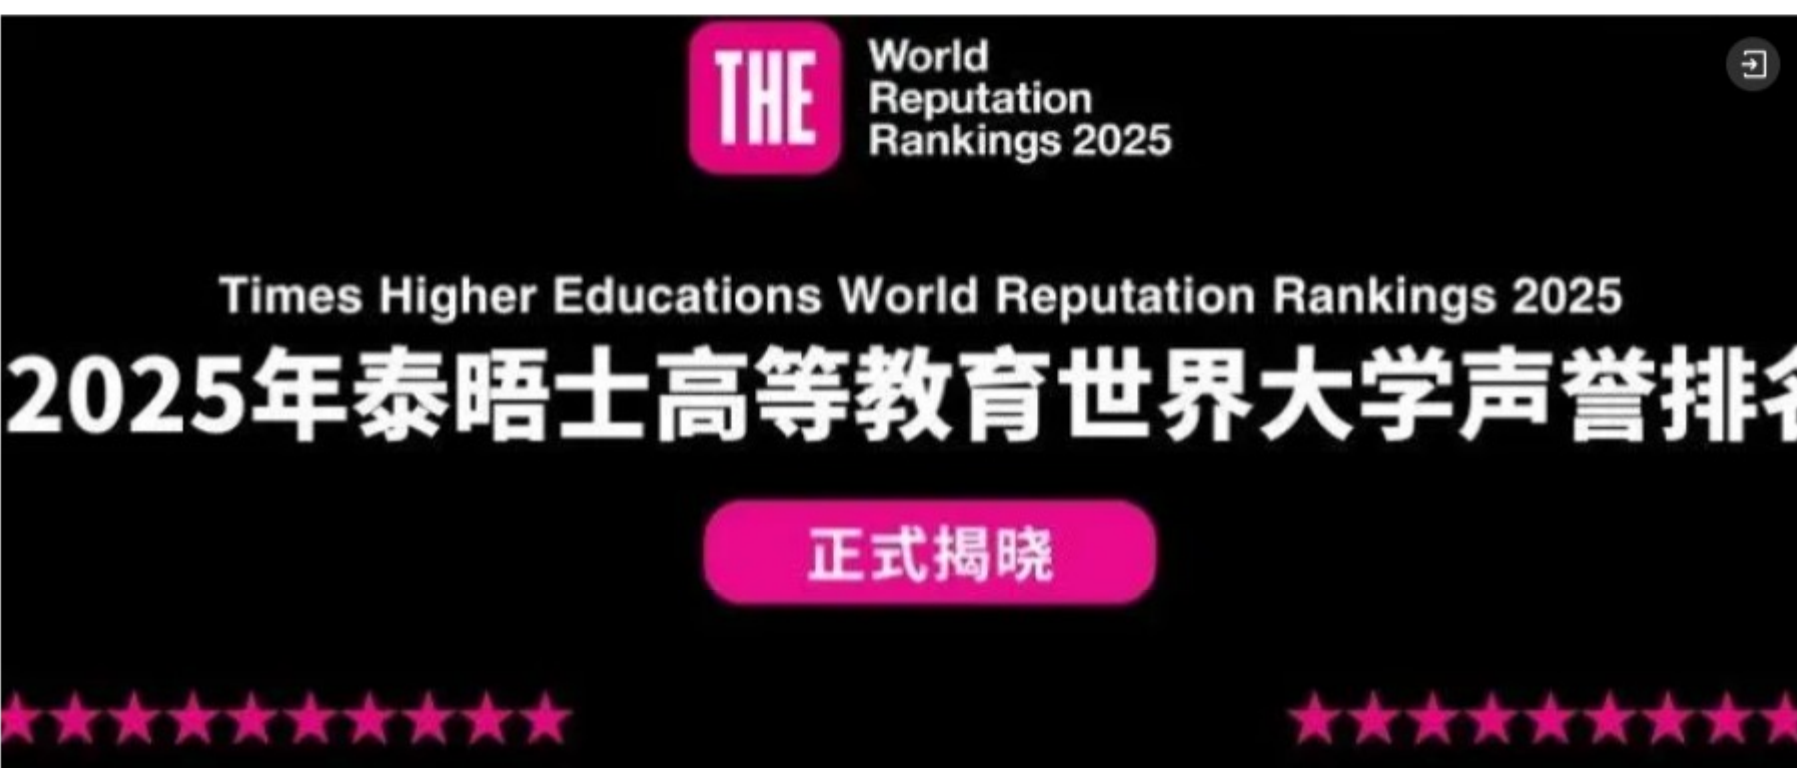 THE
World
Reputation
Rankings 2025
Times Higher Educations World Reputation Rankings 2025
2025年泰晤士高等教育世界大学声誉排名
正式揭晓